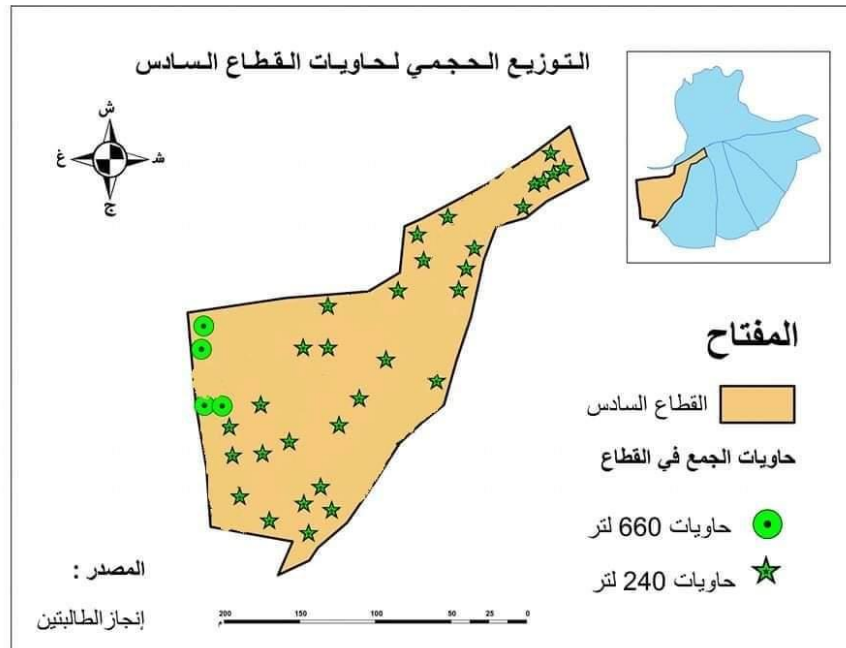 التوزيع الحجمي لحاويات القطاع السادس
ش
غ
ش
ج
المفتاح
القطاع السادس
حاويات الجمع في القطاع
حاويات 660 لتر
حاويات 240 لتر
المصدر :
إنجاز الطالبتين
200 150 100 50 25 0
م